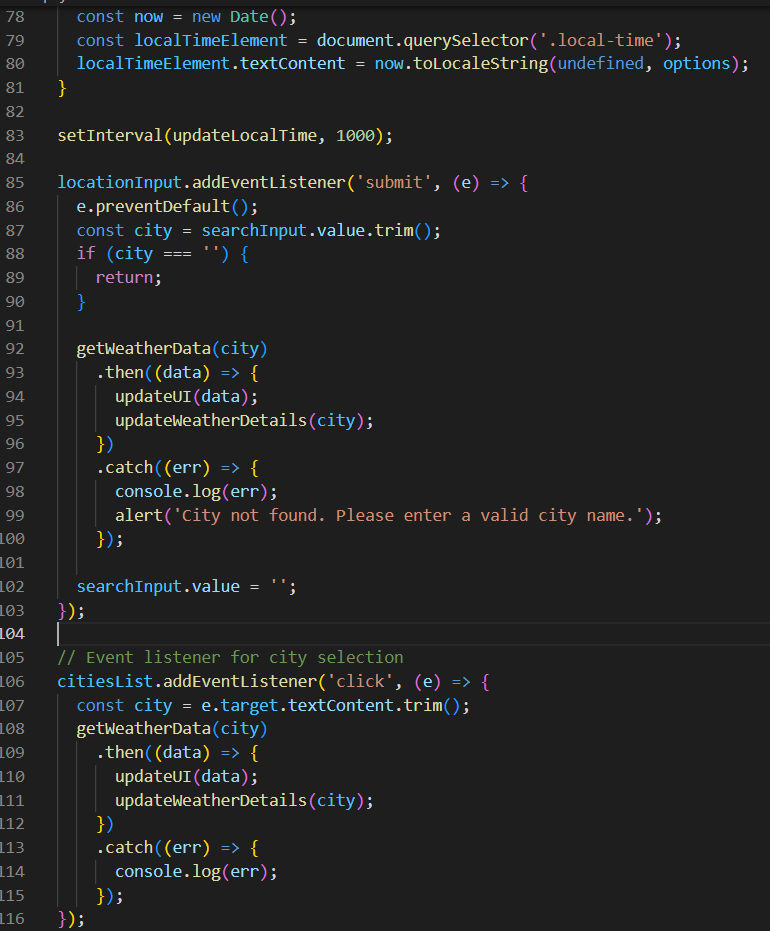 78 const now = new Date();
79 const localTimeElement = document.querySelector('.local-time');
80 localTimeElement.textContent = now.toLocaleString(undefined, options);
81 }
82
83 setInterval(updateLocalTime, 1000);
84
85 locationInput.addEventListener('submit', (e) => {
86 e.preventDefault();
87 const city = searchInput.value.trim();
88 if (city === '') {
89 return;
90 }
91
92 getWeatherData(city)
93 .then((data) => {
94 updateUI(data);
95 updateWeatherDetails(city);
96 })
97 .catch((err) => {
98 console.log(err);
99 alert('City not found. Please enter a valid city name.');
100 });
101
102 searchInput.value = '';
103 });
104
105 // Event listener for city selection
106 citiesList.addEventListener('click', (e) => {
107 const city = e.target.textContent.trim();
108 getWeatherData(city)
109 .then((data) => {
110 updateUI(data);
111 updateWeatherDetails(city);
112 })
113 .catch((err) => {
114 console.log(err);
115 });
116 });